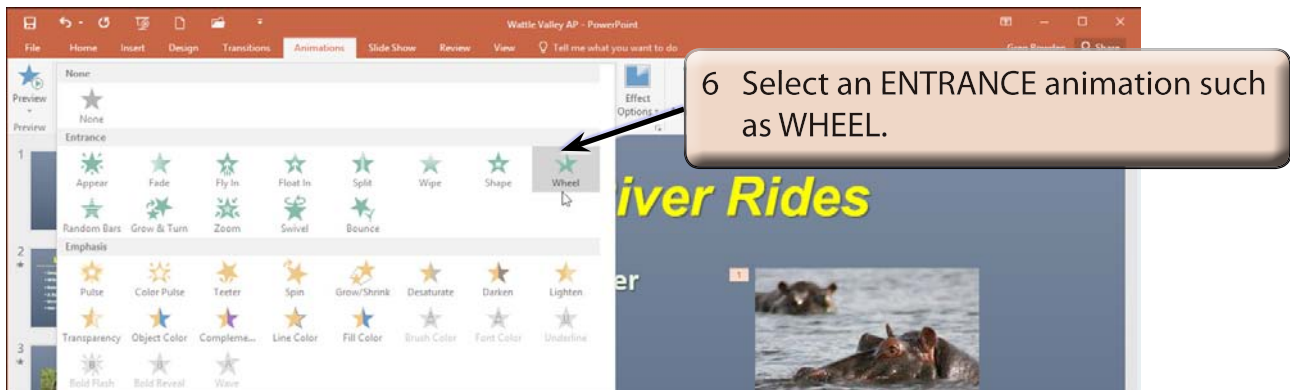 Wattle Valley AP - PowerPoint
File Home Insert Design Transitions Animations Slide Show Review View Tell me what you want to do Share
6 Select an ENTRANCE animation such
as WHEEL.
Preview
Preview
Effect
Options
None
None
Entrance
Appear Fade Fly In Float In Split Wipe Shape Wheel
Random Bars Grow & Turn Zoom Swivel Bounce
Emphasis
Pulse Color Pulse Teeter Spin Grow/Shrink Desaturate Darken Lighten
Transparency Object Color Compleme... Line Color Fill Color Brush Color Font Color Underline
Bold Flash Bold Reveal Wave
1
2
3
iver Rides
er
1